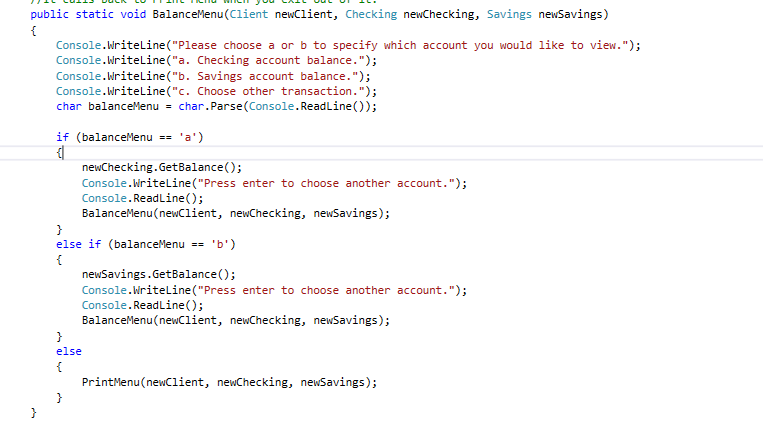 //It calls back to Print Menu when you exit out of it.
public static void BalanceMenu(Client newClient, Checking newChecking, Savings newSavings)
{
Console.WriteLine("Please choose a or b to specify which account you would like to view.");
Console.WriteLine("a. Checking account balance.");
Console.WriteLine("b. Savings account balance.");
Console.WriteLine("c. Choose other transaction.");
char balanceMenu = char.Parse(Console.ReadLine());
if (balanceMenu == 'a')
{
newChecking.GetBalance();
Console.WriteLine("Press enter to choose another account.");
Console.ReadLine();
BalanceMenu(newClient, newChecking, newSavings);
}
else if (balanceMenu == 'b')
{
newSavings.GetBalance();
Console.WriteLine("Press enter to choose another account.");
Console.ReadLine();
BalanceMenu(newClient, newChecking, newSavings);
}
else
{
PrintMenu(newClient, newChecking, newSavings);
}
}